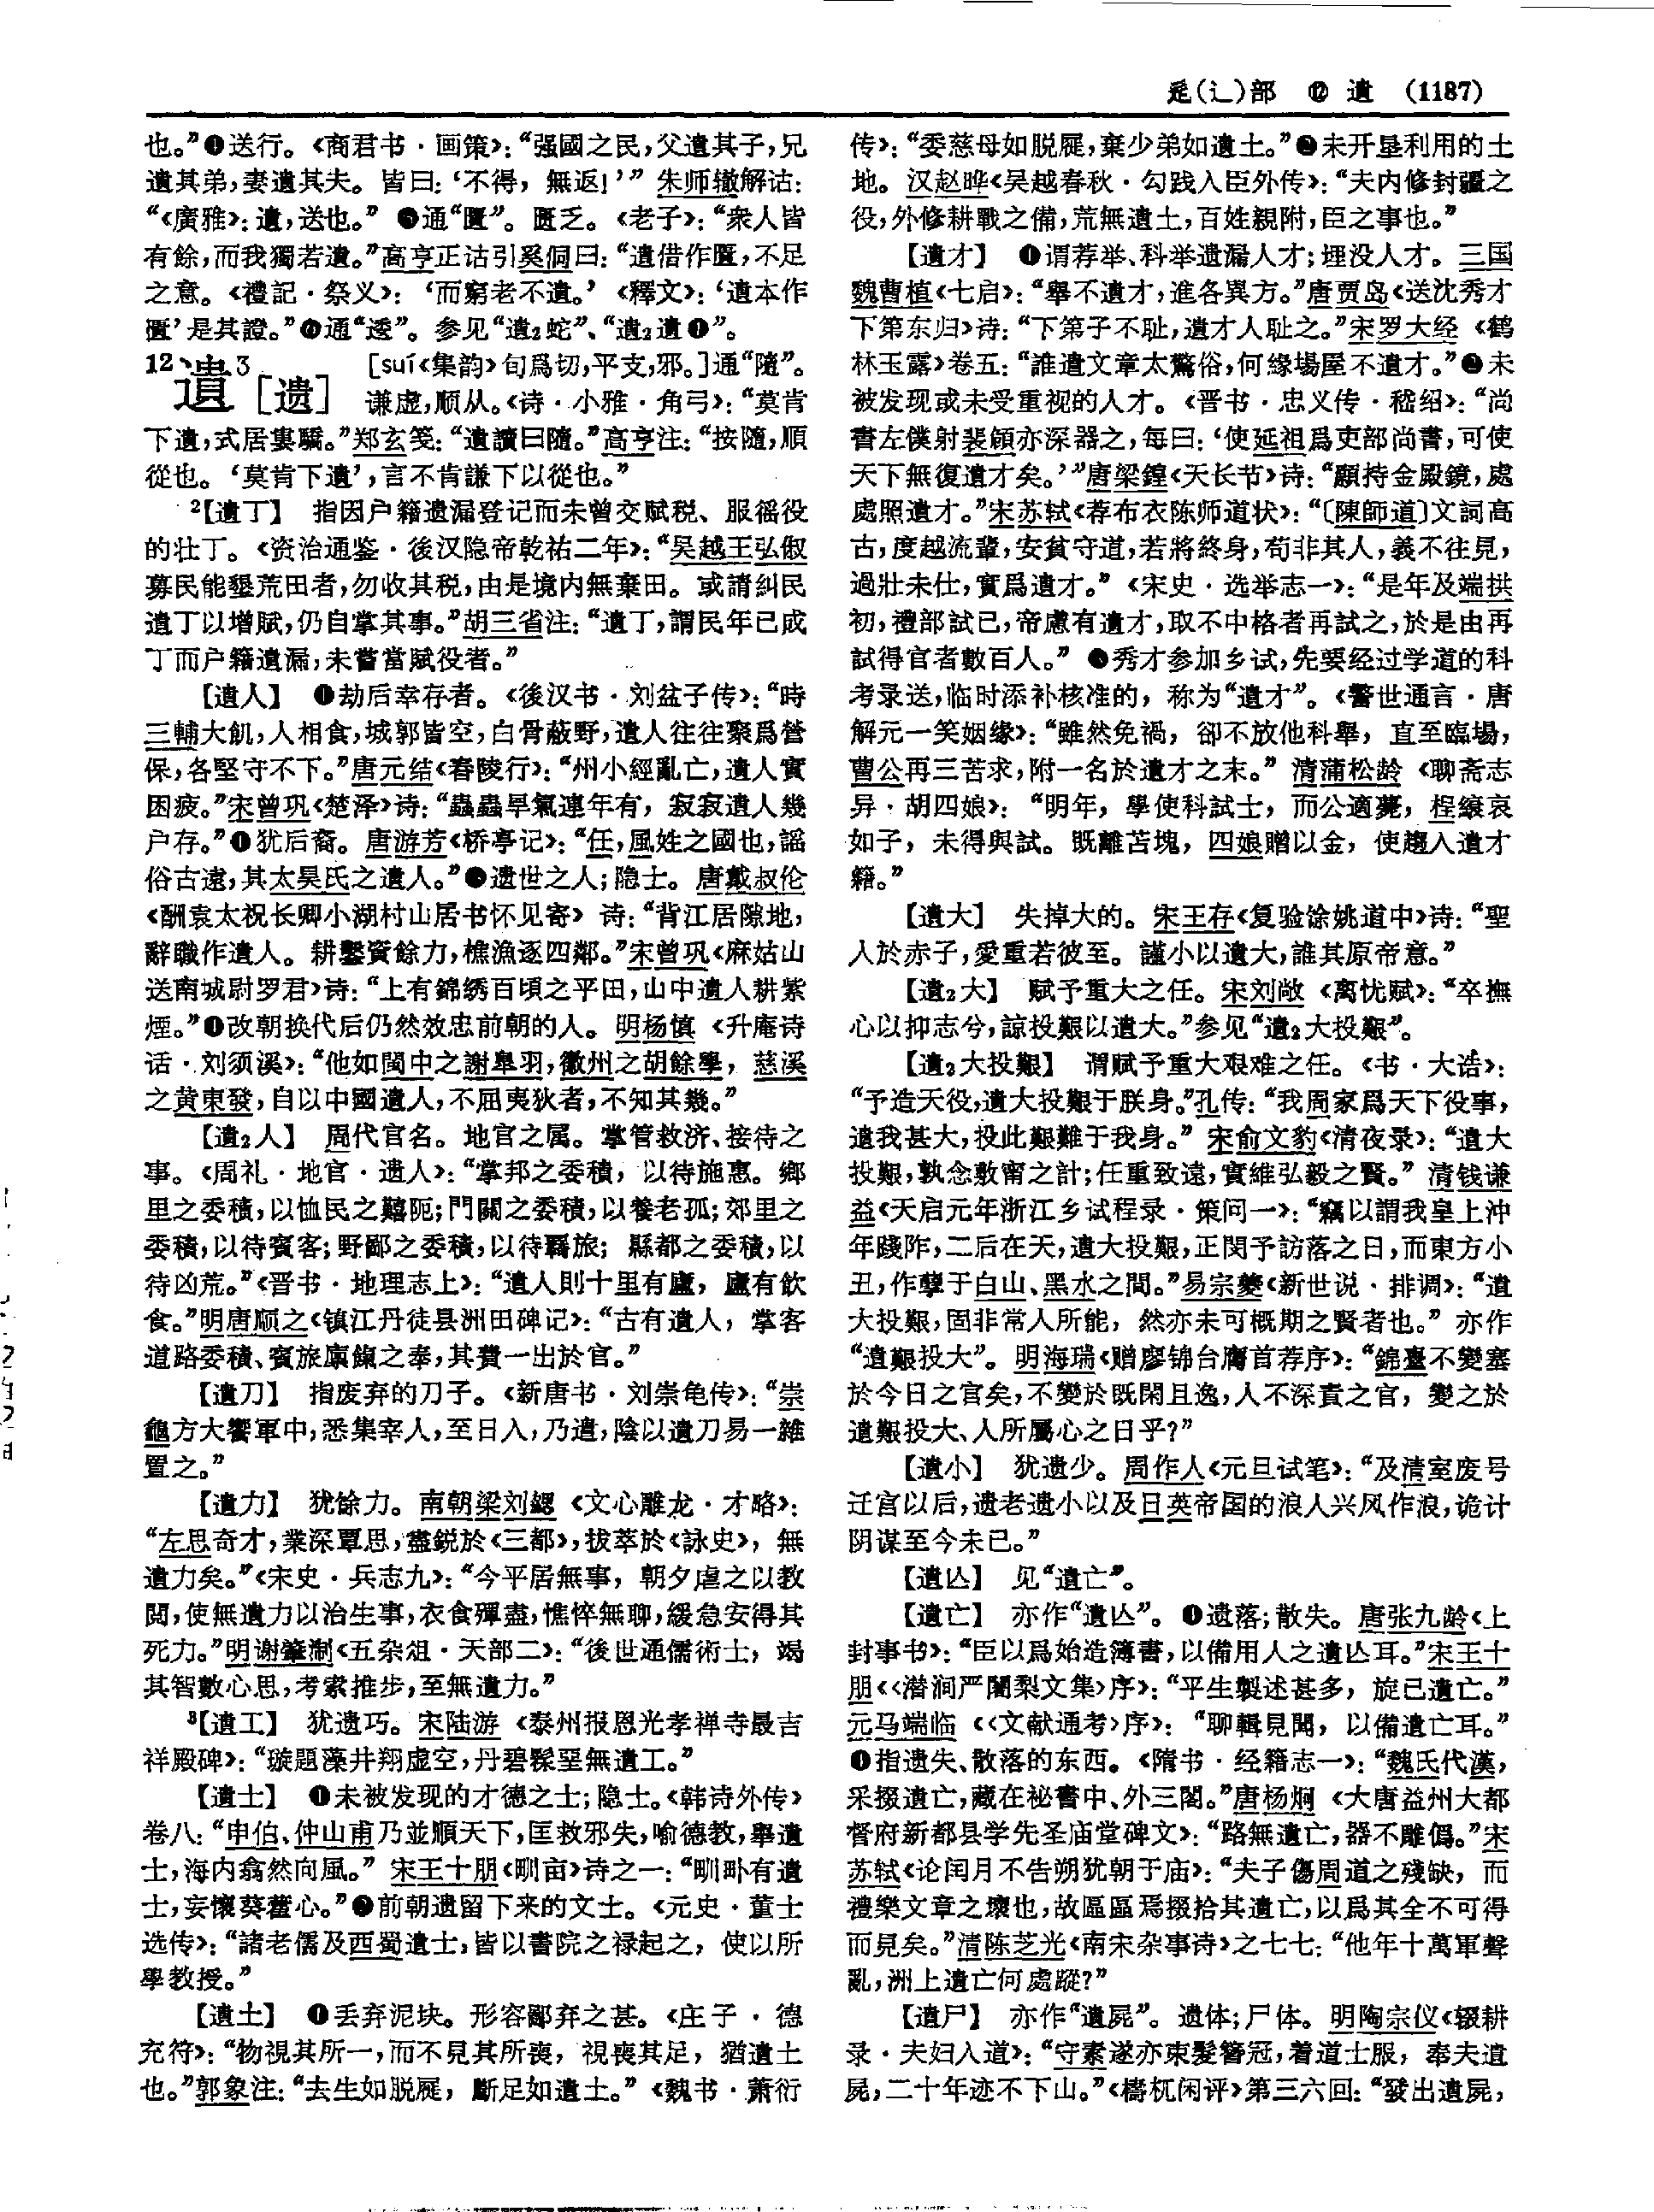 辵(辶)部 ⑫ 遺 (1187)
也。”❹送行。《商君书·画策》：“强國之民，父遺其子，兄
遺其弟，妻遺其夫。皆曰：‘不得，無返！’”朱师辙解诂：
“《廣雅》：遺，送也。”❺通“匱”。匮乏。《老子》：“衆人皆
有餘，而我獨若遺。”高亨正诂引奚侗曰：“遺借作匱，不足
之意。《禮記·祭义》：‘而窮老不遺。’《釋文》：‘遺本作
匱’是其證。”❻通“逶”。参见“遺₂蛇”、“遺₂遺❶”。
12遺³［遗］ ［suí《集韵》旬爲切，平支，邪。］通“隨”。
谦虚，顺从。《诗·小雅·角弓》：“莫肯
下遺，式居婁驕。”郑玄笺：“遺讀曰隨。”高亨注：“按隨，順
從也。‘莫肯下遺’，言不肯謙下以從也。”
²【遺丁】 指因户籍遗漏登记而未曾交赋税、服徭役
的壮丁。《资治通鉴·後汉隐帝乾祐二年》：“吴越王弘俶
募民能墾荒田者，勿收其税，由是境内無棄田。或請糾民
遺丁以增賦，仍自掌其事。”胡三省注：“遺丁，謂民年已成
丁而户籍遺漏，未嘗當賦役者。”
【遺人】 ❶劫后幸存者。《後汉书·刘盆子传》：“時
三輔大飢，人相食，城郭皆空，白骨蔽野，遺人往往聚爲營
保，各堅守不下。”唐元结《舂陵行》：“州小經亂亡，遺人實
困疲。”宋曾巩《楚泽》诗：“蟲蟲旱氣連年有，寂寂遺人幾
户存。”❷犹后裔。唐游芳《桥亭记》：“任，風姓之國也，謡
俗古遠，其太昊氏之遺人。”❸遗世之人；隐士。唐戴叔伦
《酬袁太祝长卿小湖村山居书怀见寄》诗：“背江居隙地，
辭職作遺人。耕鑿資餘力，樵漁逐四鄰。”宋曾巩《麻姑山
送南城尉罗君》诗：“上有錦绣百頃之平田，山中遺人耕紫
煙。”❹改朝换代后仍然效忠前朝的人。明杨慎《升庵诗
话·刘须溪》：“他如閩中之謝臯羽，徽州之胡餘學，慈溪
之黄東發，自以中國遺人，不屈夷狄者，不知其幾。”
【遺₂人】 周代官名。地官之属。掌管救济、接待之
事。《周礼·地官·遗人》：“掌邦之委積，以待施惠。鄉
里之委積，以恤民之囏阨；門關之委積，以養老孤；郊里之
委積，以待賓客；野鄙之委積，以待羇旅；縣都之委積，以
待凶荒。”《晋书·地理志上》：“遺人則十里有廬，廬有飲
食。”明唐顺之《镇江丹徒县洲田碑记》：“古有遺人，掌客
道路委積、賓旅廪餼之奉，其費一出於官。”
【遺刀】 指废弃的刀子。《新唐书·刘崇龟传》：“崇
龜方大饗軍中，悉集宰人，至日入，乃遣，陰以遺刀易一雜
置之。”
【遺力】 犹馀力。南朝梁刘勰《文心雕龙·才略》：
“左思奇才，業深覃思，盡鋭於《三都》，拔萃於《詠史》，無
遺力矣。”《宋史·兵志九》：“今平居無事，朝夕虐之以教
閲，使無遺力以治生事，衣食殫盡，憔悴無聊，緩急安得其
死力。”明谢肇淛《五杂俎·天部二》：“後世通儒術士，竭
其智數心思，考索推步，至無遺力。”
³【遺工】 犹遗巧。宋陆游《泰州报恩光孝禅寺最吉
祥殿碑》：“璇題藻井翔虚空，丹碧髹堊無遺工。”
【遺士】 ❶未被发现的才德之士；隐士。《韩诗外传》
卷八：“申伯、仲山甫乃並順天下，匡救邪失，喻德教，舉遺
士，海内翕然向風。”宋王十朋《畎亩》诗之一：“畎畝有遺
士，妄懷葵藿心。”❷前朝遗留下来的文士。《元史·董士
选传》：“諸老儒及西蜀遺士，皆以書院之禄起之，使以所
學教授。”
【遺土】 ❶丢弃泥块。形容鄙弃之甚。《庄子·德
充符》：“物視其所一，而不見其所喪，視喪其足，猶遺土
也。”郭象注：“去生如脱屣，斷足如遺土。”《魏书·萧衍
传》：“委慈母如脱屣，棄少弟如遺土。”❷未开垦利用的土
地。汉赵晔《吴越春秋·勾践入臣外传》：“夫内修封疆之
役，外修耕戰之備，荒無遺土，百姓親附，臣之事也。”
【遺才】 ❶谓荐举、科举遗漏人才；埋没人才。三国
魏曹植《七启》：“舉不遺才，進各異方。”唐贾岛《送沈秀才
下第东归》诗：“下第子不耻，遺才人耻之。”宋罗大经《鹤
林玉露》卷五：“誰遣文章太驚俗，何緣場屋不遺才。”❷未
被发现或未受重视的人才。《晋书·忠义传·嵇绍》：“尚
書左僕射裴頠亦深器之，每曰：‘使延祖爲吏部尚書，可使
天下無復遺才矣。’”唐梁鍠《天长节》诗：“願持金殿鏡，處
處照遺才。”宋苏轼《荐布衣陈师道状》：“〔陳師道〕文詞高
古，度越流輩，安貧守道，若將終身，苟非其人，義不往見，
過壯未仕，實爲遺才。”《宋史·选举志一》：“是年及端拱
初，禮部試已，帝慮有遺才，取不中格者再試之，於是由再
試得官者數百人。”❸秀才参加乡试，先要经过学道的科
考录送，临时添补核准的，称为“遗才”。《警世通言·唐
解元一笑姻缘》：“雖然免禍，卻不放他科舉，直至臨場，
曹公再三苦求，附一名於遺才之末。”清蒲松龄《聊斋志
异·胡四娘》：“明年，學使科試士，而公適薨，桯縗哀
如子，未得與試。既離苫塊，四娘贈以金，使趨入遺才
籍。”
【遺大】 失掉大的。宋王存《复验馀姚道中》诗：“聖
人於赤子，愛重若彼至。謹小以遺大，誰其原帝意。”
【遺₂大】 赋予重大之任。宋刘敞《离忧赋》：“卒撫
心以抑志兮，諒投艱以遺大。”参见“遺₂大投艱”。
【遺₂大投艱】 谓赋予重大艰难之任。《书·大诰》：
“予造天役，遺大投艱于朕身。”孔传：“我周家爲天下役事，
遺我甚大，投此艱難于我身。”宋俞文豹《清夜录》：“遺大
投艱，孰念敷甯之計；任重致遠，實維弘毅之賢。”清钱谦
益《天启元年浙江乡试程录·策问一》：“竊以謂我皇上沖
年踐阼，二后在天，遺大投艱，正閔予訪落之日，而東方小
丑，作孽于白山、黑水之間。”易宗夔《新世说·排调》：“遺
大投艱，固非常人所能，然亦未可概期之賢者也。”亦作
“遺艱投大”。明海瑞《赠廖锦台膺首荐序》：“錦臺不變塞
於今日之官矣，不變於既閑且逸，人不深責之官，變之於
遺艱投大、人所屬心之日乎？”
【遺小】 犹遗少。周作人《元旦试笔》：“及清室废号
迁宫以后，遗老遗小以及日英帝国的浪人兴风作浪，诡计
阴谋至今未已。”
【遺亾】 见“遺亡”。
【遺亡】 亦作“遺亾”。❶遗落；散失。唐张九龄《上
封事书》：“臣以爲始造簿書，以備用人之遺亾耳。”宋王十
朋《〈潜涧严闍梨文集〉序》：“平生製述甚多，旋已遺亡。”
元马端临《〈文献通考〉序》：“聊輯見聞，以備遺亡耳。”
❷指遗失、散落的东西。《隋书·经籍志一》：“魏氏代漢，
采掇遺亡，藏在祕書中、外三閣。”唐杨炯《大唐益州大都
督府新都县学先圣庙堂碑文》：“路無遺亡，器不雕僞。”宋
苏轼《论闰月不告朔犹朝于庙》：“夫子傷周道之殘缺，而
禮樂文章之壞也，故區區焉掇拾其遺亡，以爲其全不可得
而見矣。”清陈芝光《南宋杂事诗》之七七：“他年十萬軍聲
亂，洲上遺亡何處蹤？”
【遺尸】 亦作“遺屍”。遗体；尸体。明陶宗仪《辍耕
录·夫妇入道》：“守素遂亦束髮簪冠，着道士服，奉夫遺
屍，二十年迹不下山。”《檮杌闲评》第三六回：“發出遺屍，